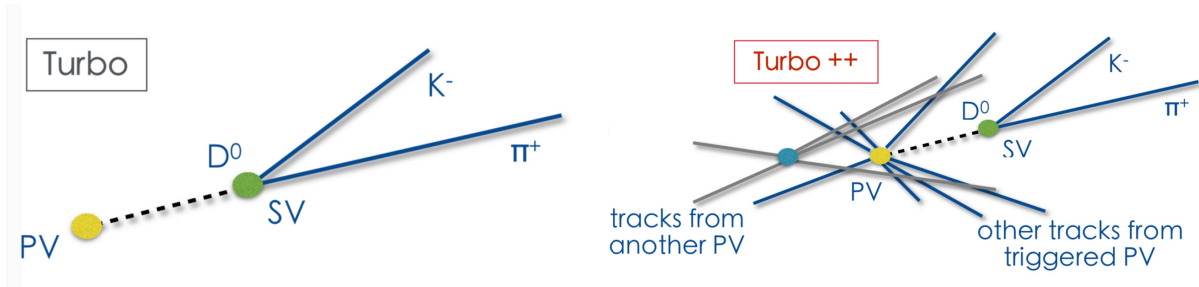 Turbo
K⁻
D⁰
π⁺
SV
PV
Turbo ++
K⁻
D⁰
π⁺
SV
PV
tracks from
another PV
other tracks from
triggered PV